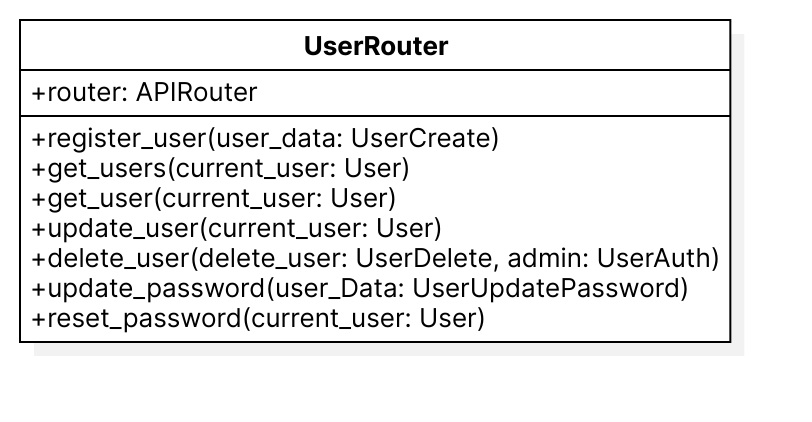 UserRouter
+router: APIRouter
+register_user(user_data: UserCreate)
+get_users(current_user: User)
+get_user(current_user: User)
+update_user(current_user: User)
+delete_user(delete_user: UserDelete, admin: UserAuth)
+update_password(user_Data: UserUpdatePassword)
+reset_password(current_user: User)